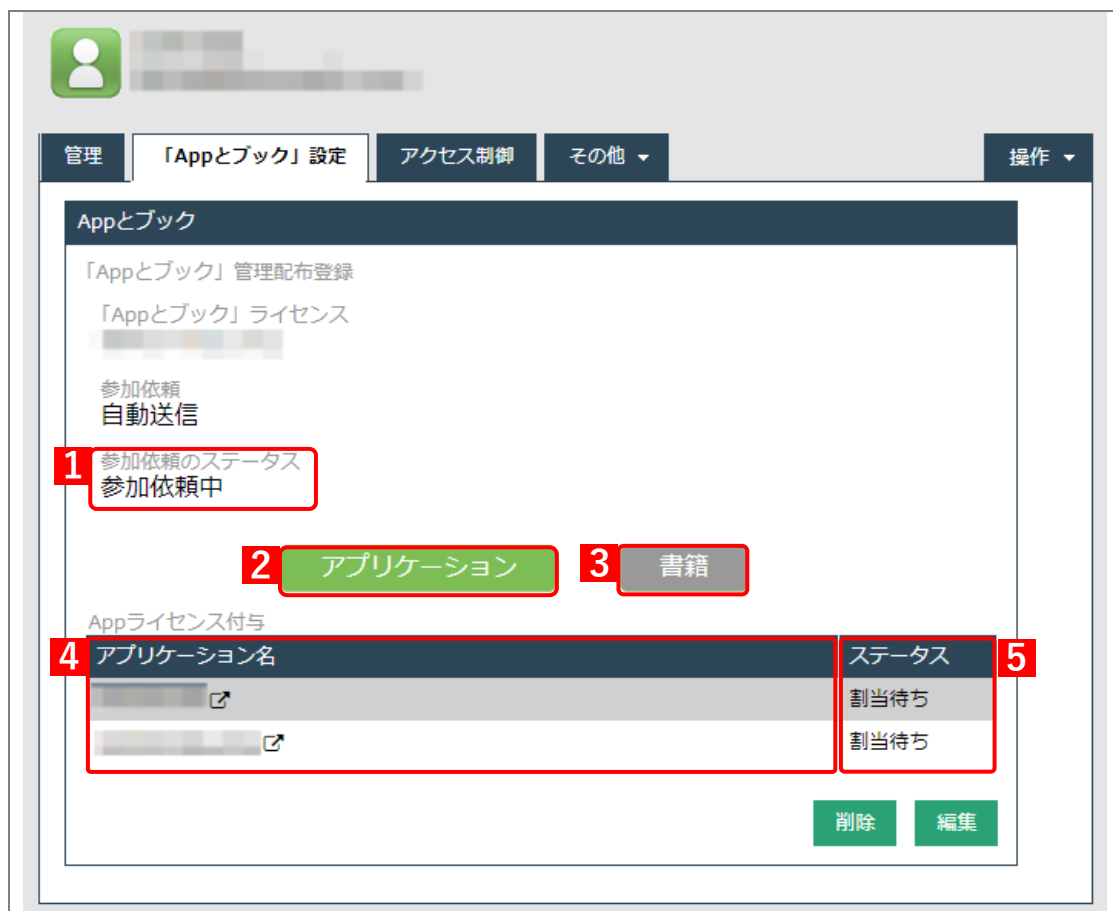 管理 「Appとブック」設定 アクセス制御 その他 操作
Appとブック
「Appとブック」管理配布登録
「Appとブック」ライセンス
参加依頼
自動送信
1 参加依頼のステータス
参加依頼中
2 アプリケーション 3 書籍
Appライセンス付与
4 アプリケーション名 ステータス 5
割当待ち
割当待ち
削除 編集